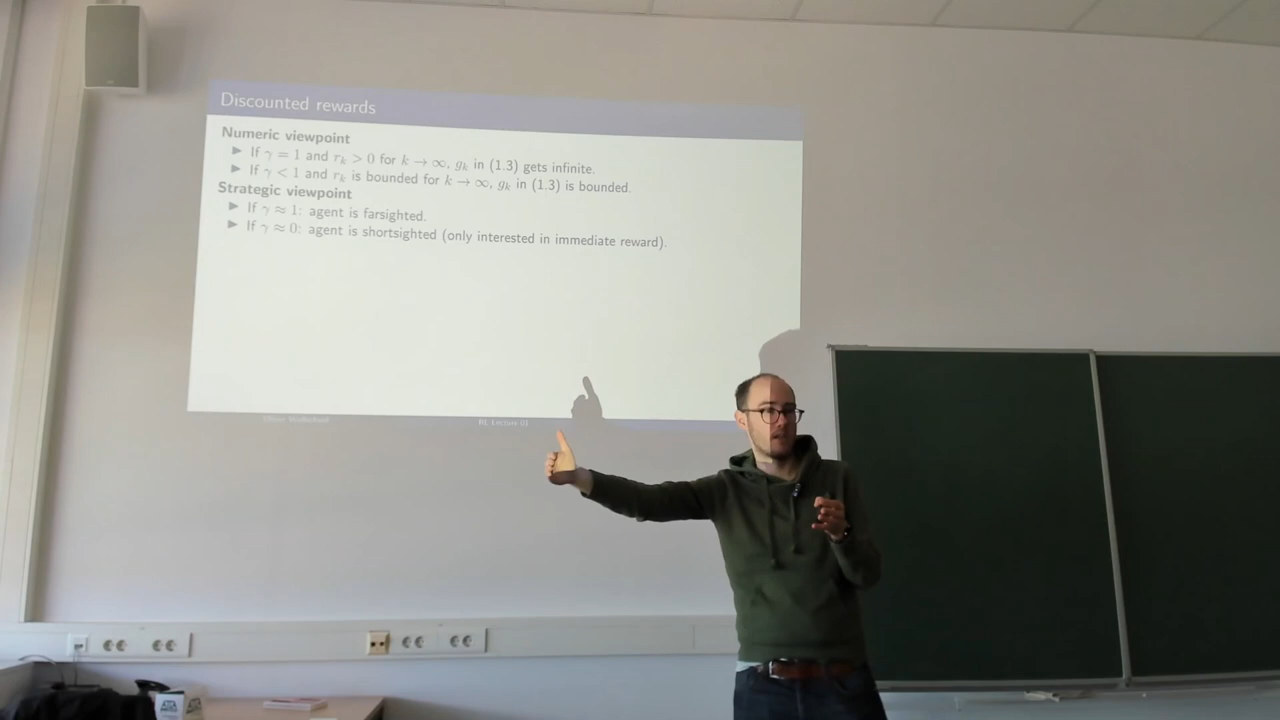 Discounted rewards
Numeric viewpoint
▶ If γ = 1 and r_k > 0 for k → ∞, g_k in (1.3) gets infinite.
▶ If γ < 1 and r_k is bounded for k → ∞, g_k in (1.3) is bounded.
Strategic viewpoint
▶ If γ ≈ 1: agent is farsighted.
▶ If γ ≈ 0: agent is shortsighted (only interested in immediate reward).
RL Lecture 01